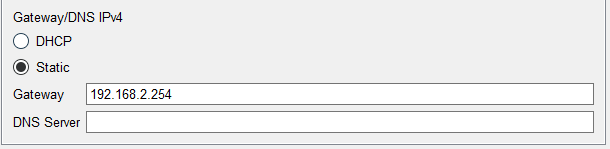 Gateway/DNS IPv4
DHCP
Static
Gateway 192.168.2.254
DNS Server